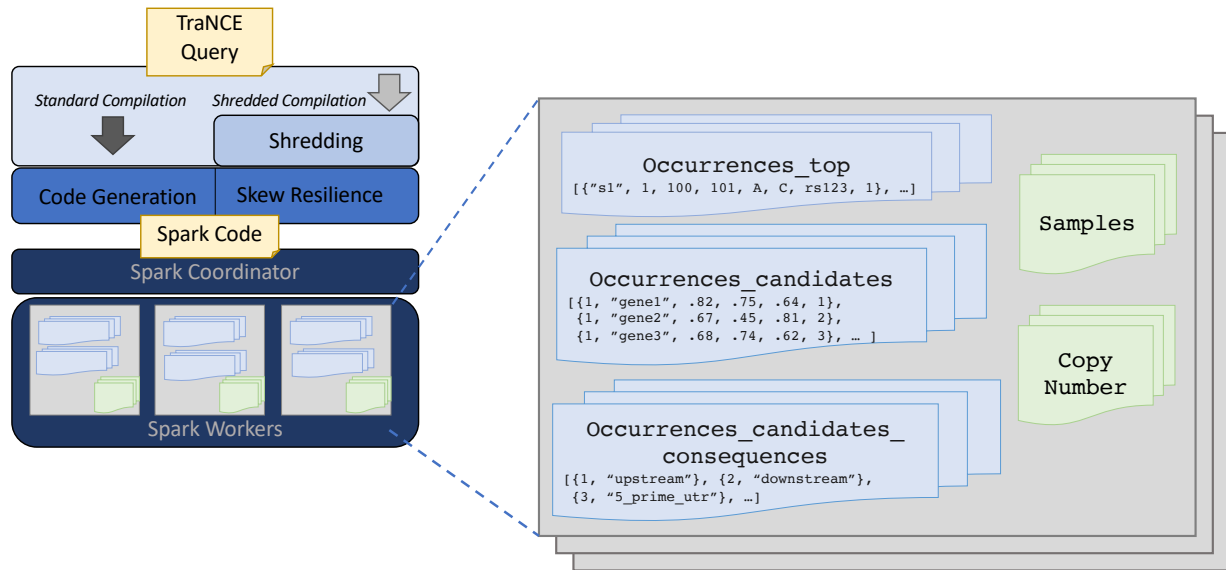 TraNCE
Query
Standard Compilation
Shredded Compilation
Shredding
Code Generation
Skew Resilience
Spark Code
Spark Coordinator
Spark Workers
Occurrences_top
[{"s1", 1, 100, 101, A, C, rs123, 1}, …]
Occurrences_candidates
[{1, “gene1”, .82, .75, .64, 1},
{1, “gene2”, .67, .45, .81, 2},
{1, “gene3”, .68, .74, .62, 3}, … ]
Occurrences_candidates_
consequences
[{1, “upstream”}, {2, “downstream”},
{3, “5_prime_utr”}, …]
Samples
Copy
Number